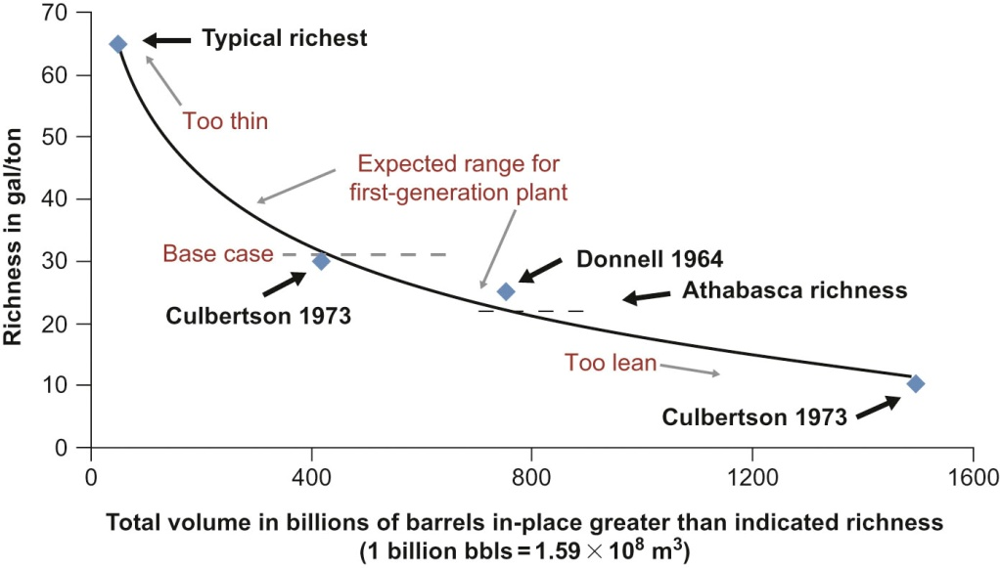 70
60
50
40
30
20
10
0
Richness in gal/ton
Typical richest
Too thin
Expected range for
first-generation plant
Base case
Culbertson 1973
Donnell 1964
Athabasca richness
Too lean
Culbertson 1973
0
400
800
1200
1600
Total volume in billions of barrels in-place greater than indicated richness
(1 billion bbls = 1.59 × 10⁸ m³)